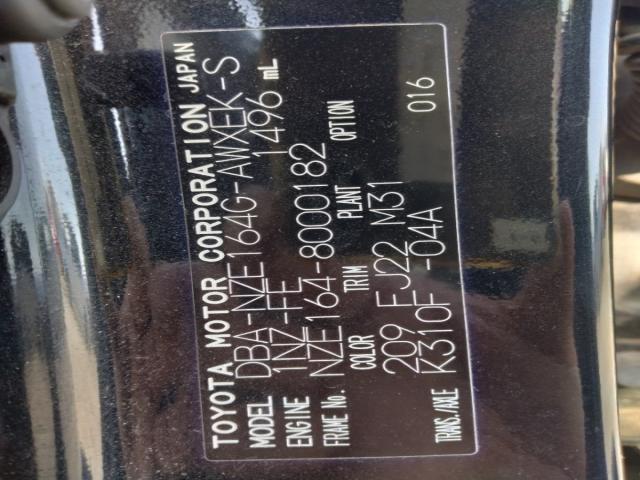 TOYOTA MOTOR CORPORATION JAPAN
MODEL DBA-NZE164G-AWXEK-S
ENGINE 1NZ-FE 1496 mL
FRAME No. NZE164-8000182
COLOR TRIM PLANT OPTION
209 FJ22 M31 016
TRANS./AXLE K310F -04A